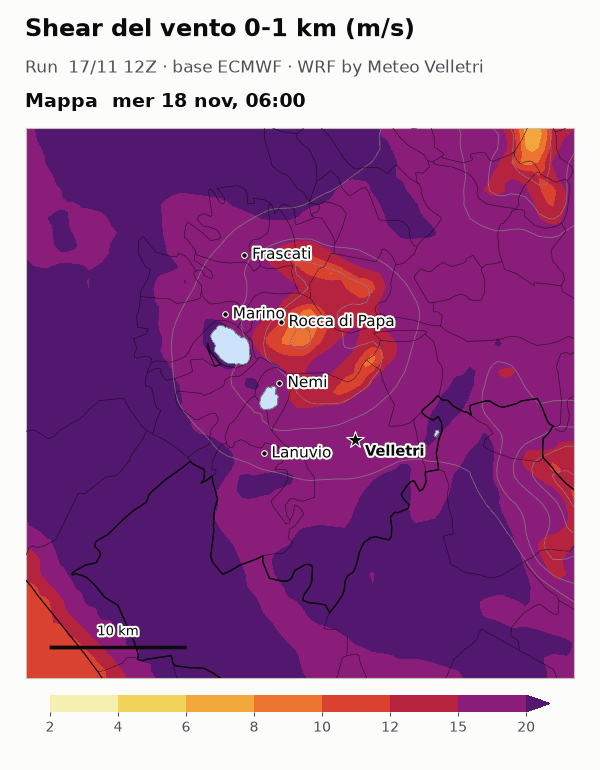 Shear del vento 0-1 km (m/s)
Run  17/11 12Z · base ECMWF · WRF by Meteo Velletri
Mappa  mer 18 nov, 06:00
Frascati
Marino
Rocca di Papa
Nemi
Velletri
Lanuvio
10 km
2 4 6 8 10 12 15 20